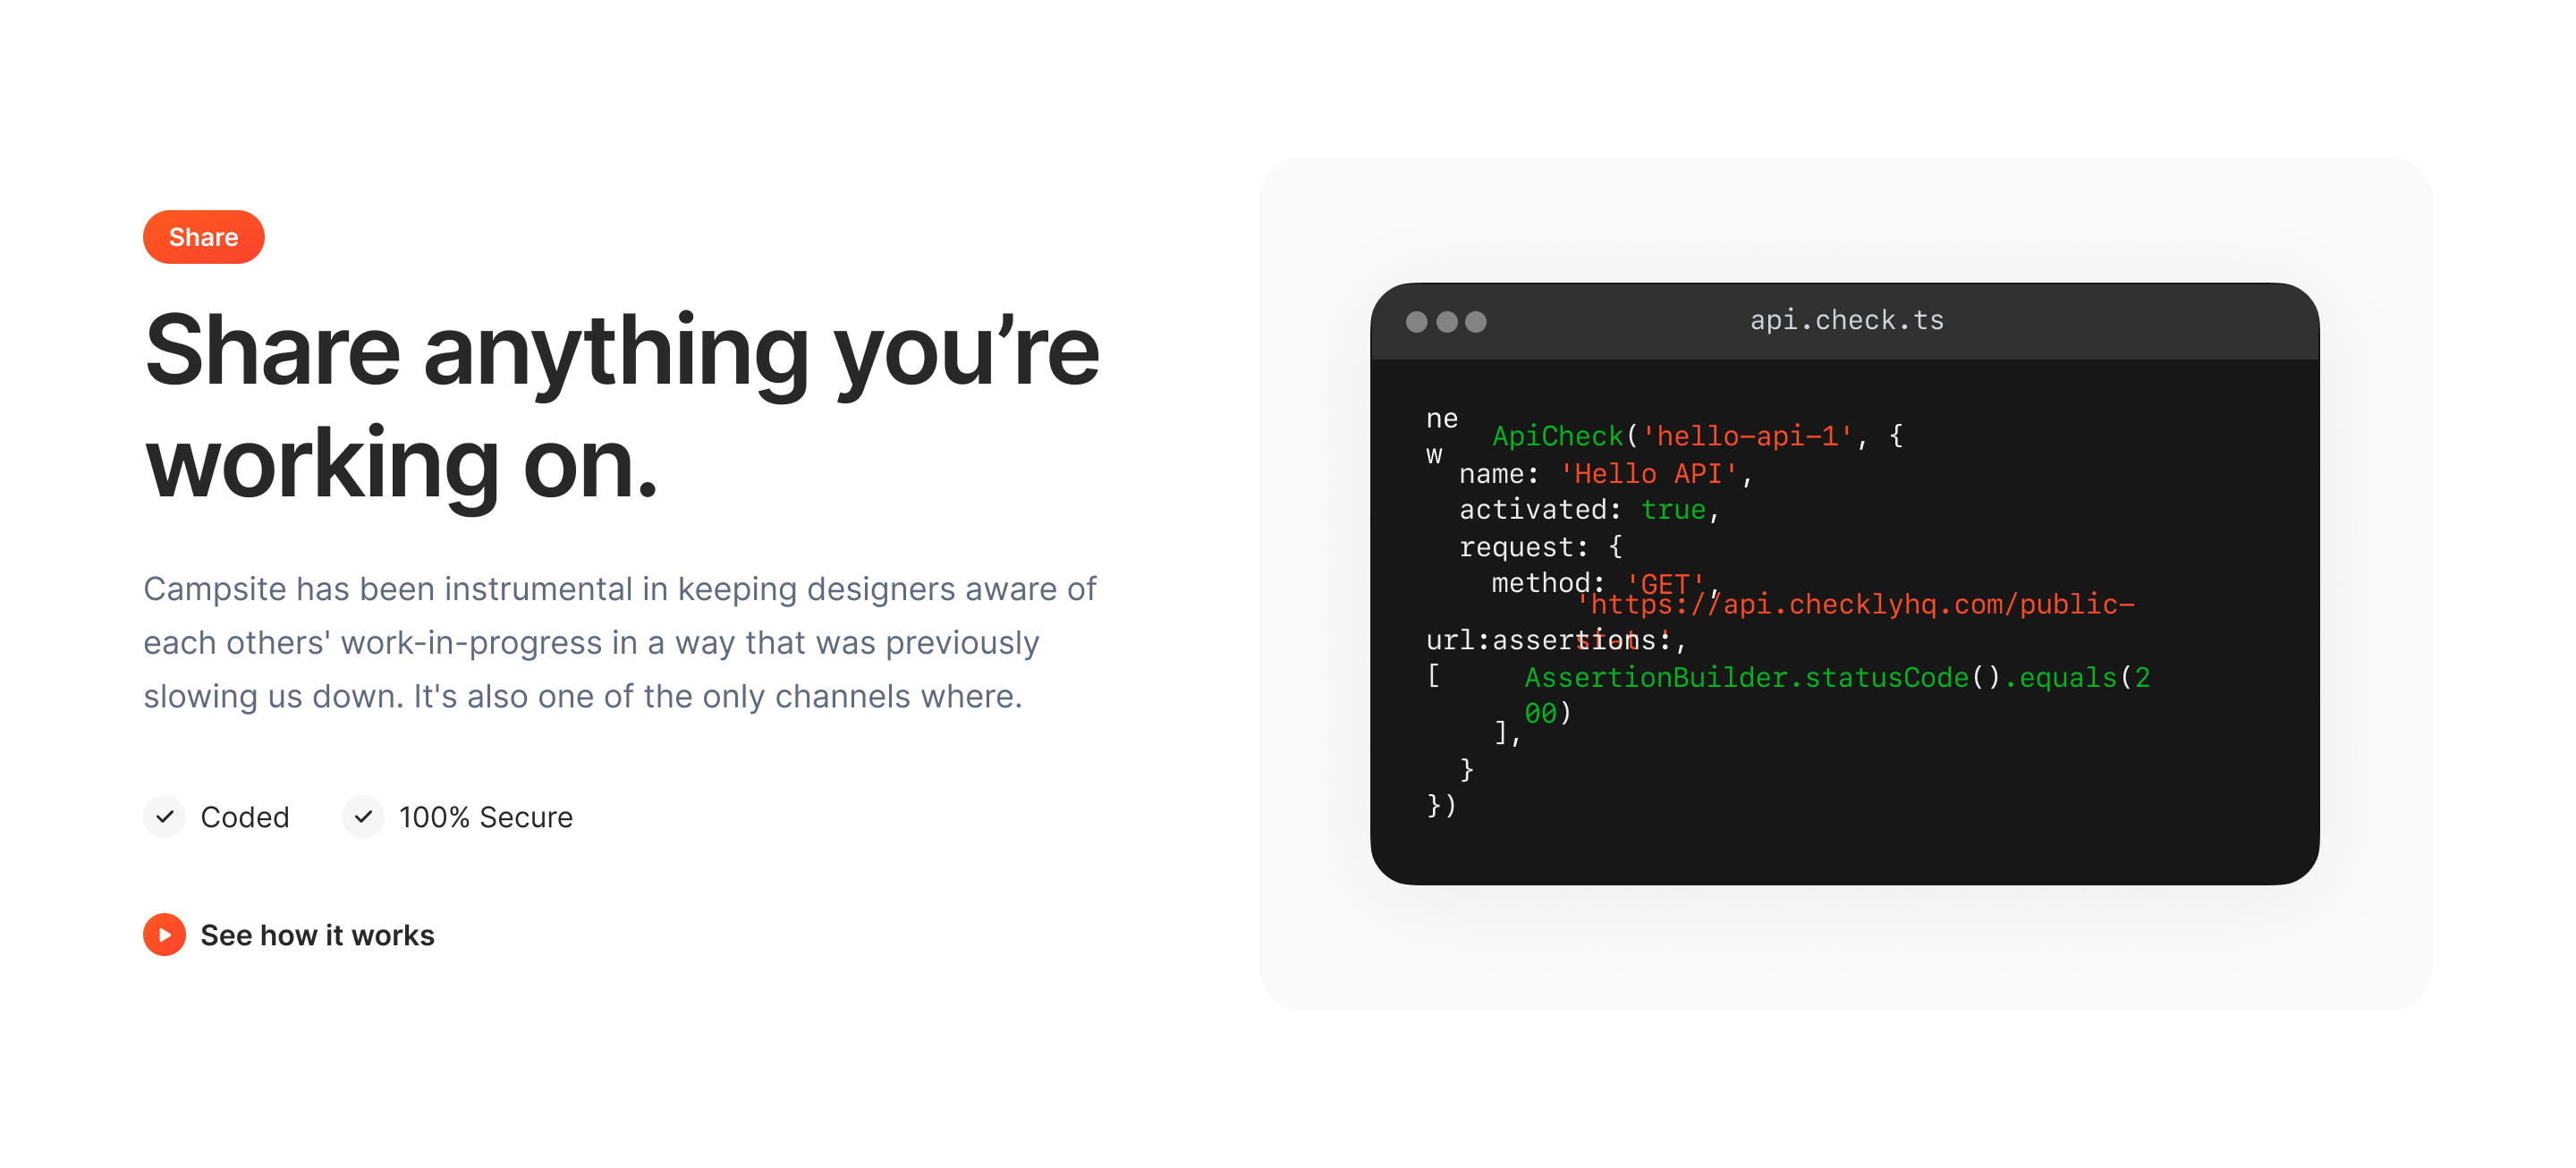 Share
Share anything you’re
working on.
Campsite has been instrumental in keeping designers aware of
each others' work-in-progress in a way that was previously
slowing us down. It's also one of the only channels where.
Coded
100% Secure
See how it works
api.check.ts
ne
w
ApiCheck('hello-api-1', {
name: 'Hello API',
activated: true,
request: {
method: 'GET',
'https://api.checklyhq.com/public-
url:assertions:,
[
AssertionBuilder.statusCode().equals(2
00)
],
}
})